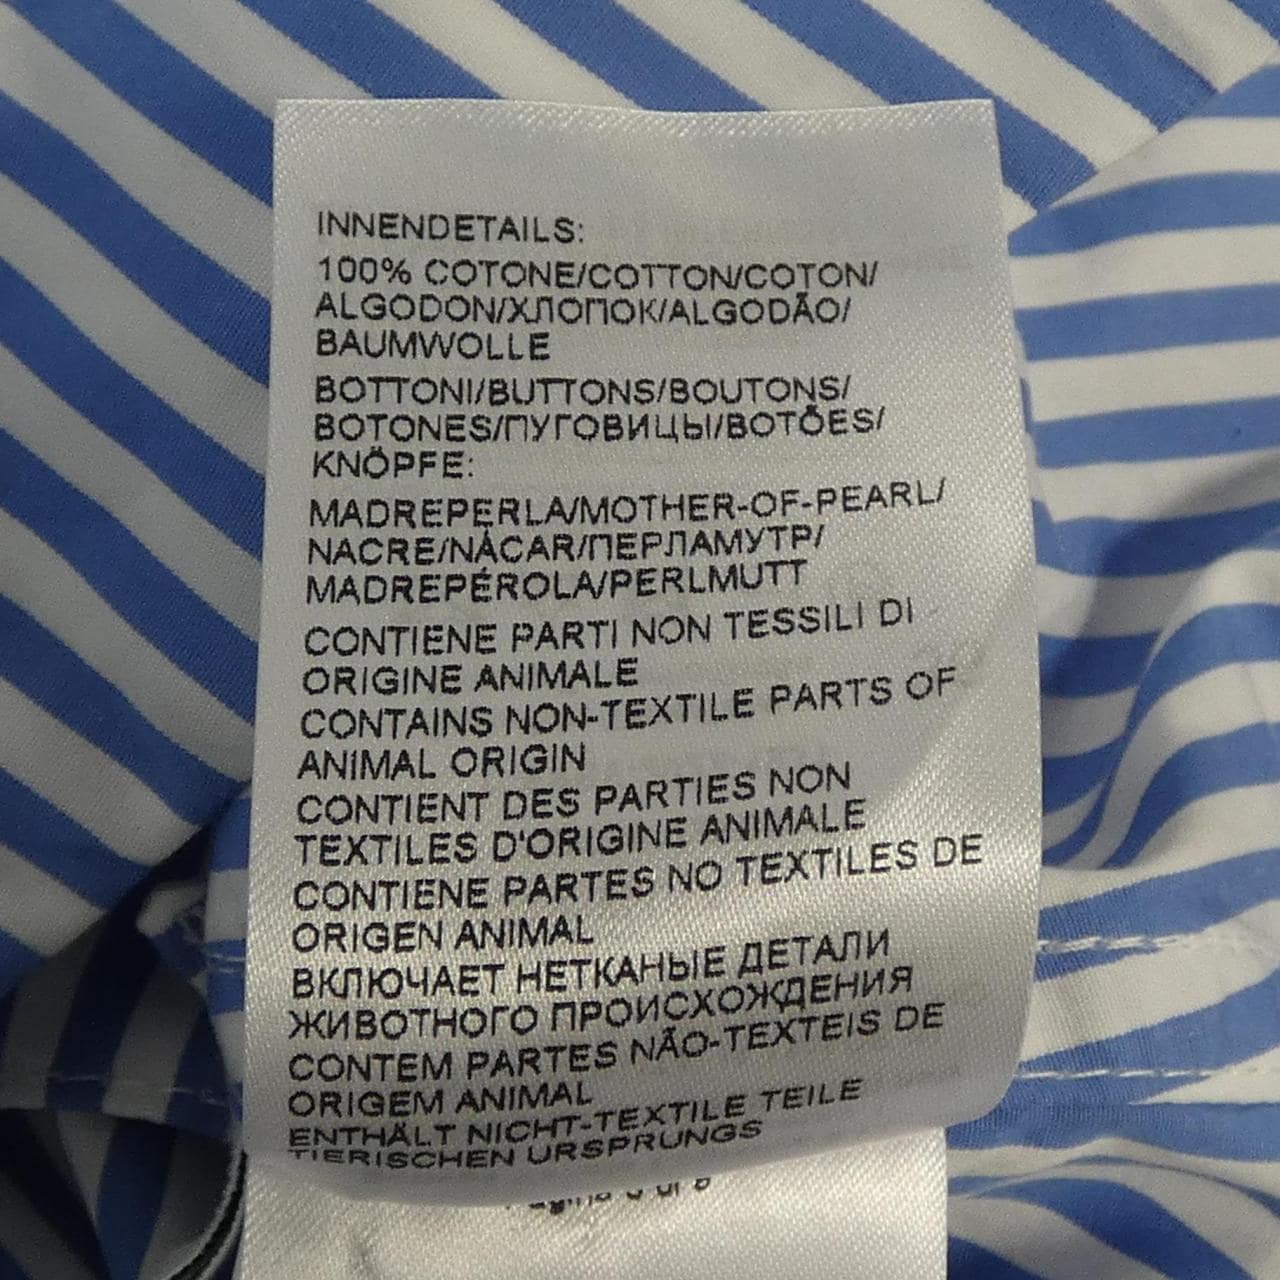 INNENDETAILS:
100% COTONE/COTTON/COTON/
ALGODON/ХЛОПОК/ALGODÃO/
BAUMWOLLE
BOTTONI/BUTTONS/BOUTONS/
BOTONES/ПУГОВИЦЫ/BOTÕES/
KNÖPFE:
MADREPERLA/MOTHER-OF-PEARL/
NACRE/NÁCAR/ПЕРЛАМУТР/
MADREPÉROLA/PERLMUTT
CONTIENE PARTI NON TESSILI DI
ORIGINE ANIMALE
CONTAINS NON-TEXTILE PARTS OF
ANIMAL ORIGIN
CONTIENT DES PARTIES NON
TEXTILES D'ORIGINE ANIMALE
CONTIENE PARTES NO TEXTILES DE
ORIGEN ANIMAL
ВКЛЮЧАЕТ НЕТКАНЫЕ ДЕТАЛИ
ЖИВОТНОГО ПРОИСХОЖДЕНИЯ
CONTEM PARTES NÃO-TEXTEIS DE
ORIGEM ANIMAL
ENTHÄLT NICHT-TEXTILE TEILE
TIERISCHEN URSPRUNGS